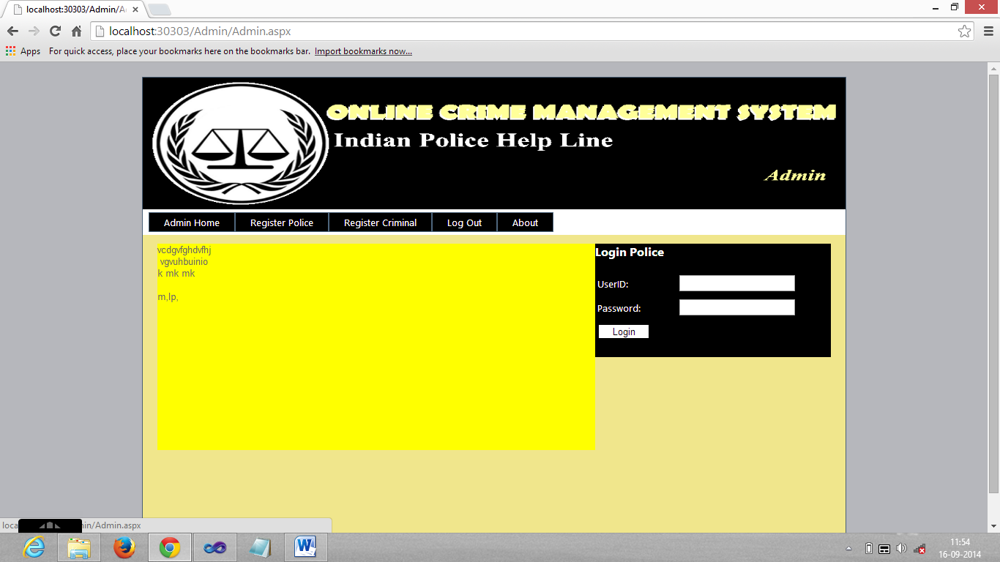 localhost:30303/Admin/A
localhost:30303/Admin/Admin.aspx
Apps For quick access, place your bookmarks here on the bookmarks bar. Import bookmarks now...
ONLINE CRIME MANAGEMENT SYSTEM
Indian Police Help Line
Admin
Admin Home Register Police Register Criminal Log Out About
vcdgvfghdvfhj
vgvuhbuinio
k mk mk
m,lp,
Login Police
UserID:
Password:
Login
loca in/Admin.aspx
11:54
16-09-2014